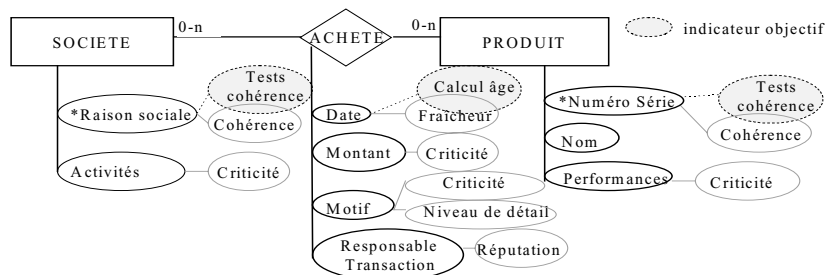 SOCIETE
0-n
ACHETE
0-n
PRODUIT
indicateur objectif
Tests
cohérence
*Raison sociale
Cohérence
Activités
Criticité
Calcul âge
Date
Fraîcheur
Montant
Criticité
Criticité
Motif
Niveau de détail
Responsable
Transaction
Réputation
Tests
cohérence
*Numéro Série
Cohérence
Nom
Performances
Criticité